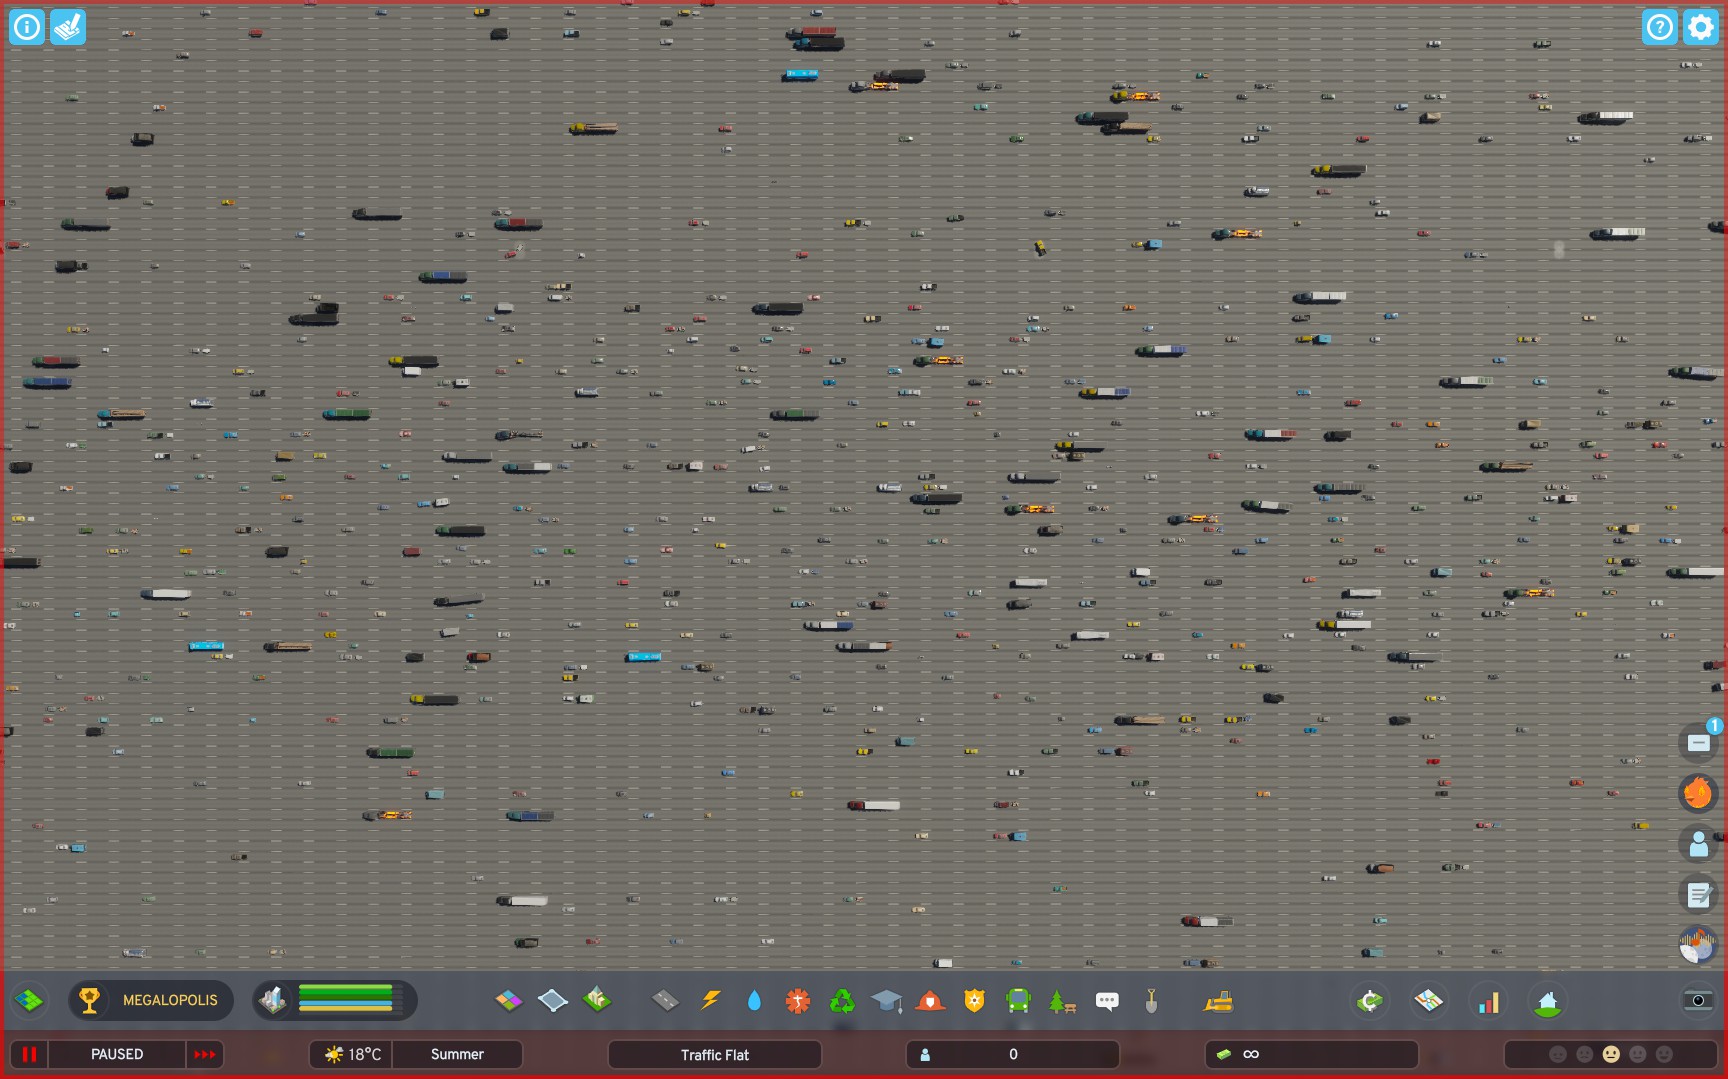 1
MEGALOPOLIS
PAUSED
18°C
Summer
Traffic Flat
0
∞